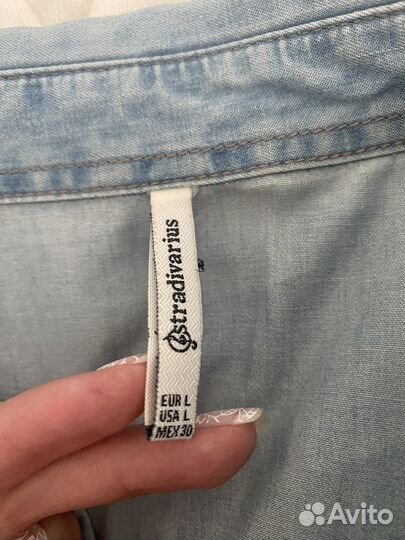 stradivarius
EUR L
USA L
MEX 30
Avito